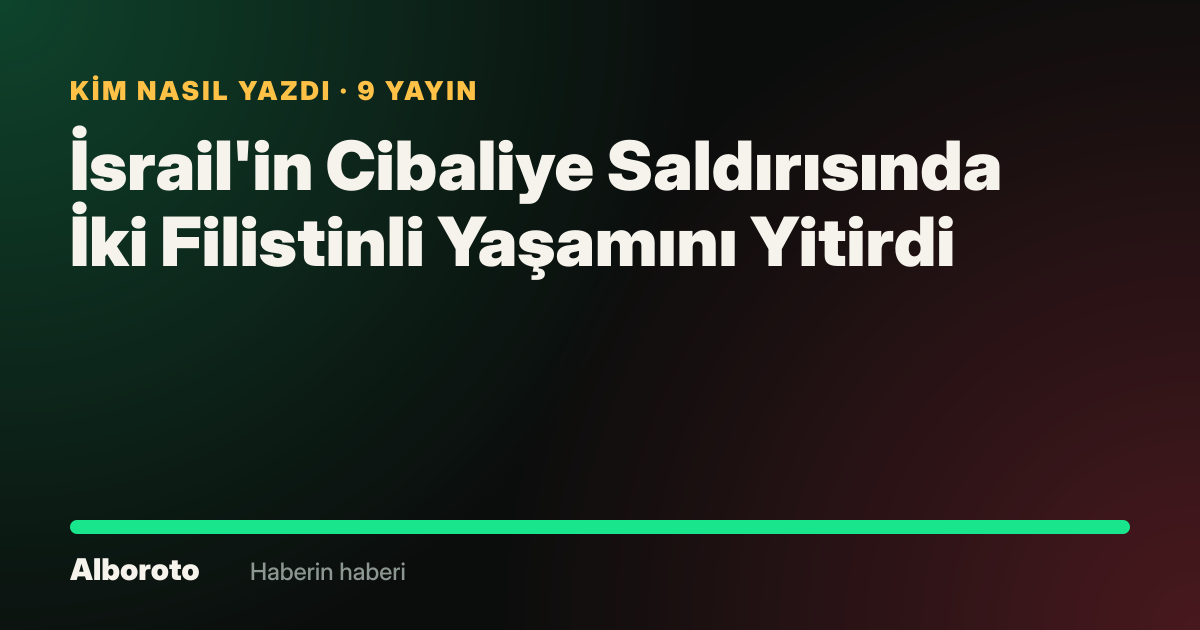 KİM NASIL YAZDI · 9 YAYIN
İsrail'in Cibaliye Saldırısında
İki Filistinli Yaşamını Yitirdi
Alboroto Haberin haberi